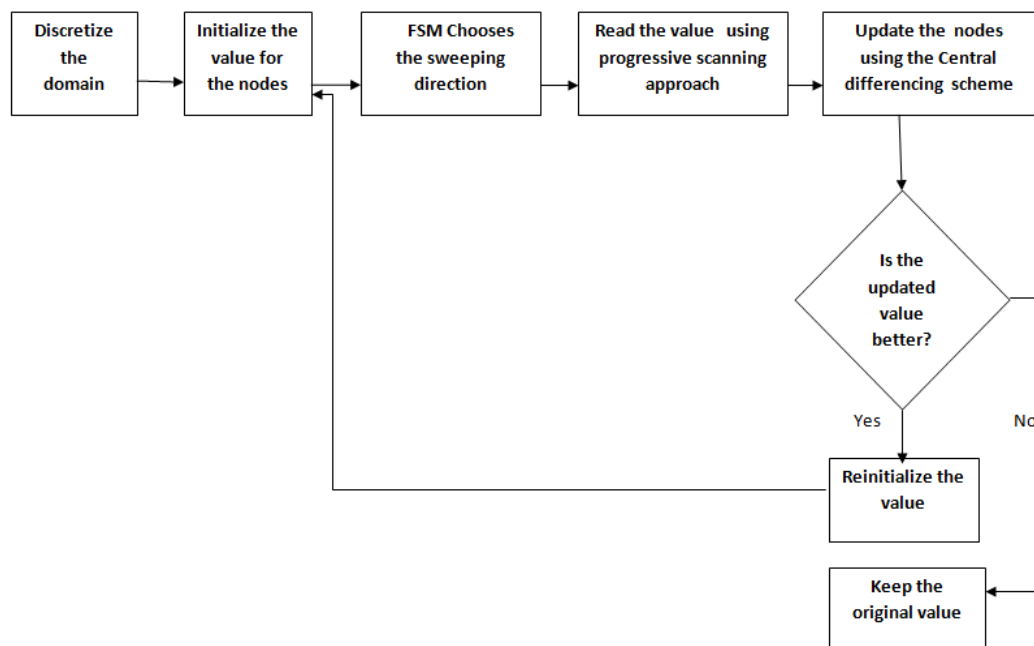 Discretize
the
domain
Initialize the
value for
the nodes
FSM Chooses
the sweeping
direction
Read the value using
progressive scanning
approach
Update the nodes
using the Central
differencing scheme
Is the
updated
value
better?
Yes
No
Reinitialize the
value
Keep the
original value